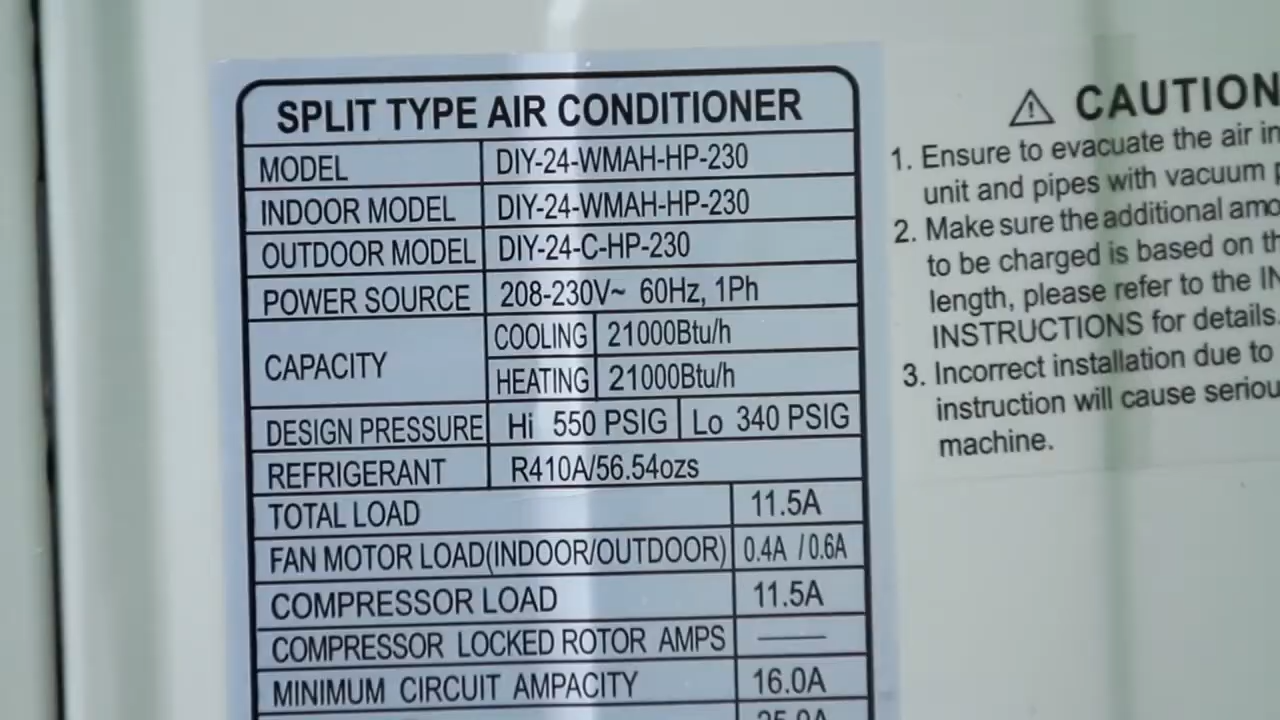 SPLIT TYPE AIR CONDITIONER
MODEL DIY-24-WMAH-HP-230
INDOOR MODEL DIY-24-WMAH-HP-230
OUTDOOR MODEL DIY-24-C-HP-230
POWER SOURCE 208-230V~ 60Hz, 1Ph
CAPACITY
COOLING 21000Btu/h
HEATING 21000Btu/h
DESIGN PRESSURE Hi 550 PSIG Lo 340 PSIG
REFRIGERANT R410A/56.54ozs
TOTAL LOAD 11.5A
FAN MOTOR LOAD(INDOOR/OUTDOOR) 0.4A /0.6A
COMPRESSOR LOAD 11.5A
COMPRESSOR LOCKED ROTOR AMPS ——
MINIMUM CIRCUIT AMPACITY 16.0A
⚠ CAUTION
1. Ensure to evacuate the air in
unit and pipes with vacuum
2. Make sure the additional
to be charged is based on
length, please refer to the
INSTRUCTIONS for details.
3. Incorrect installation due to
instruction will cause
machine.